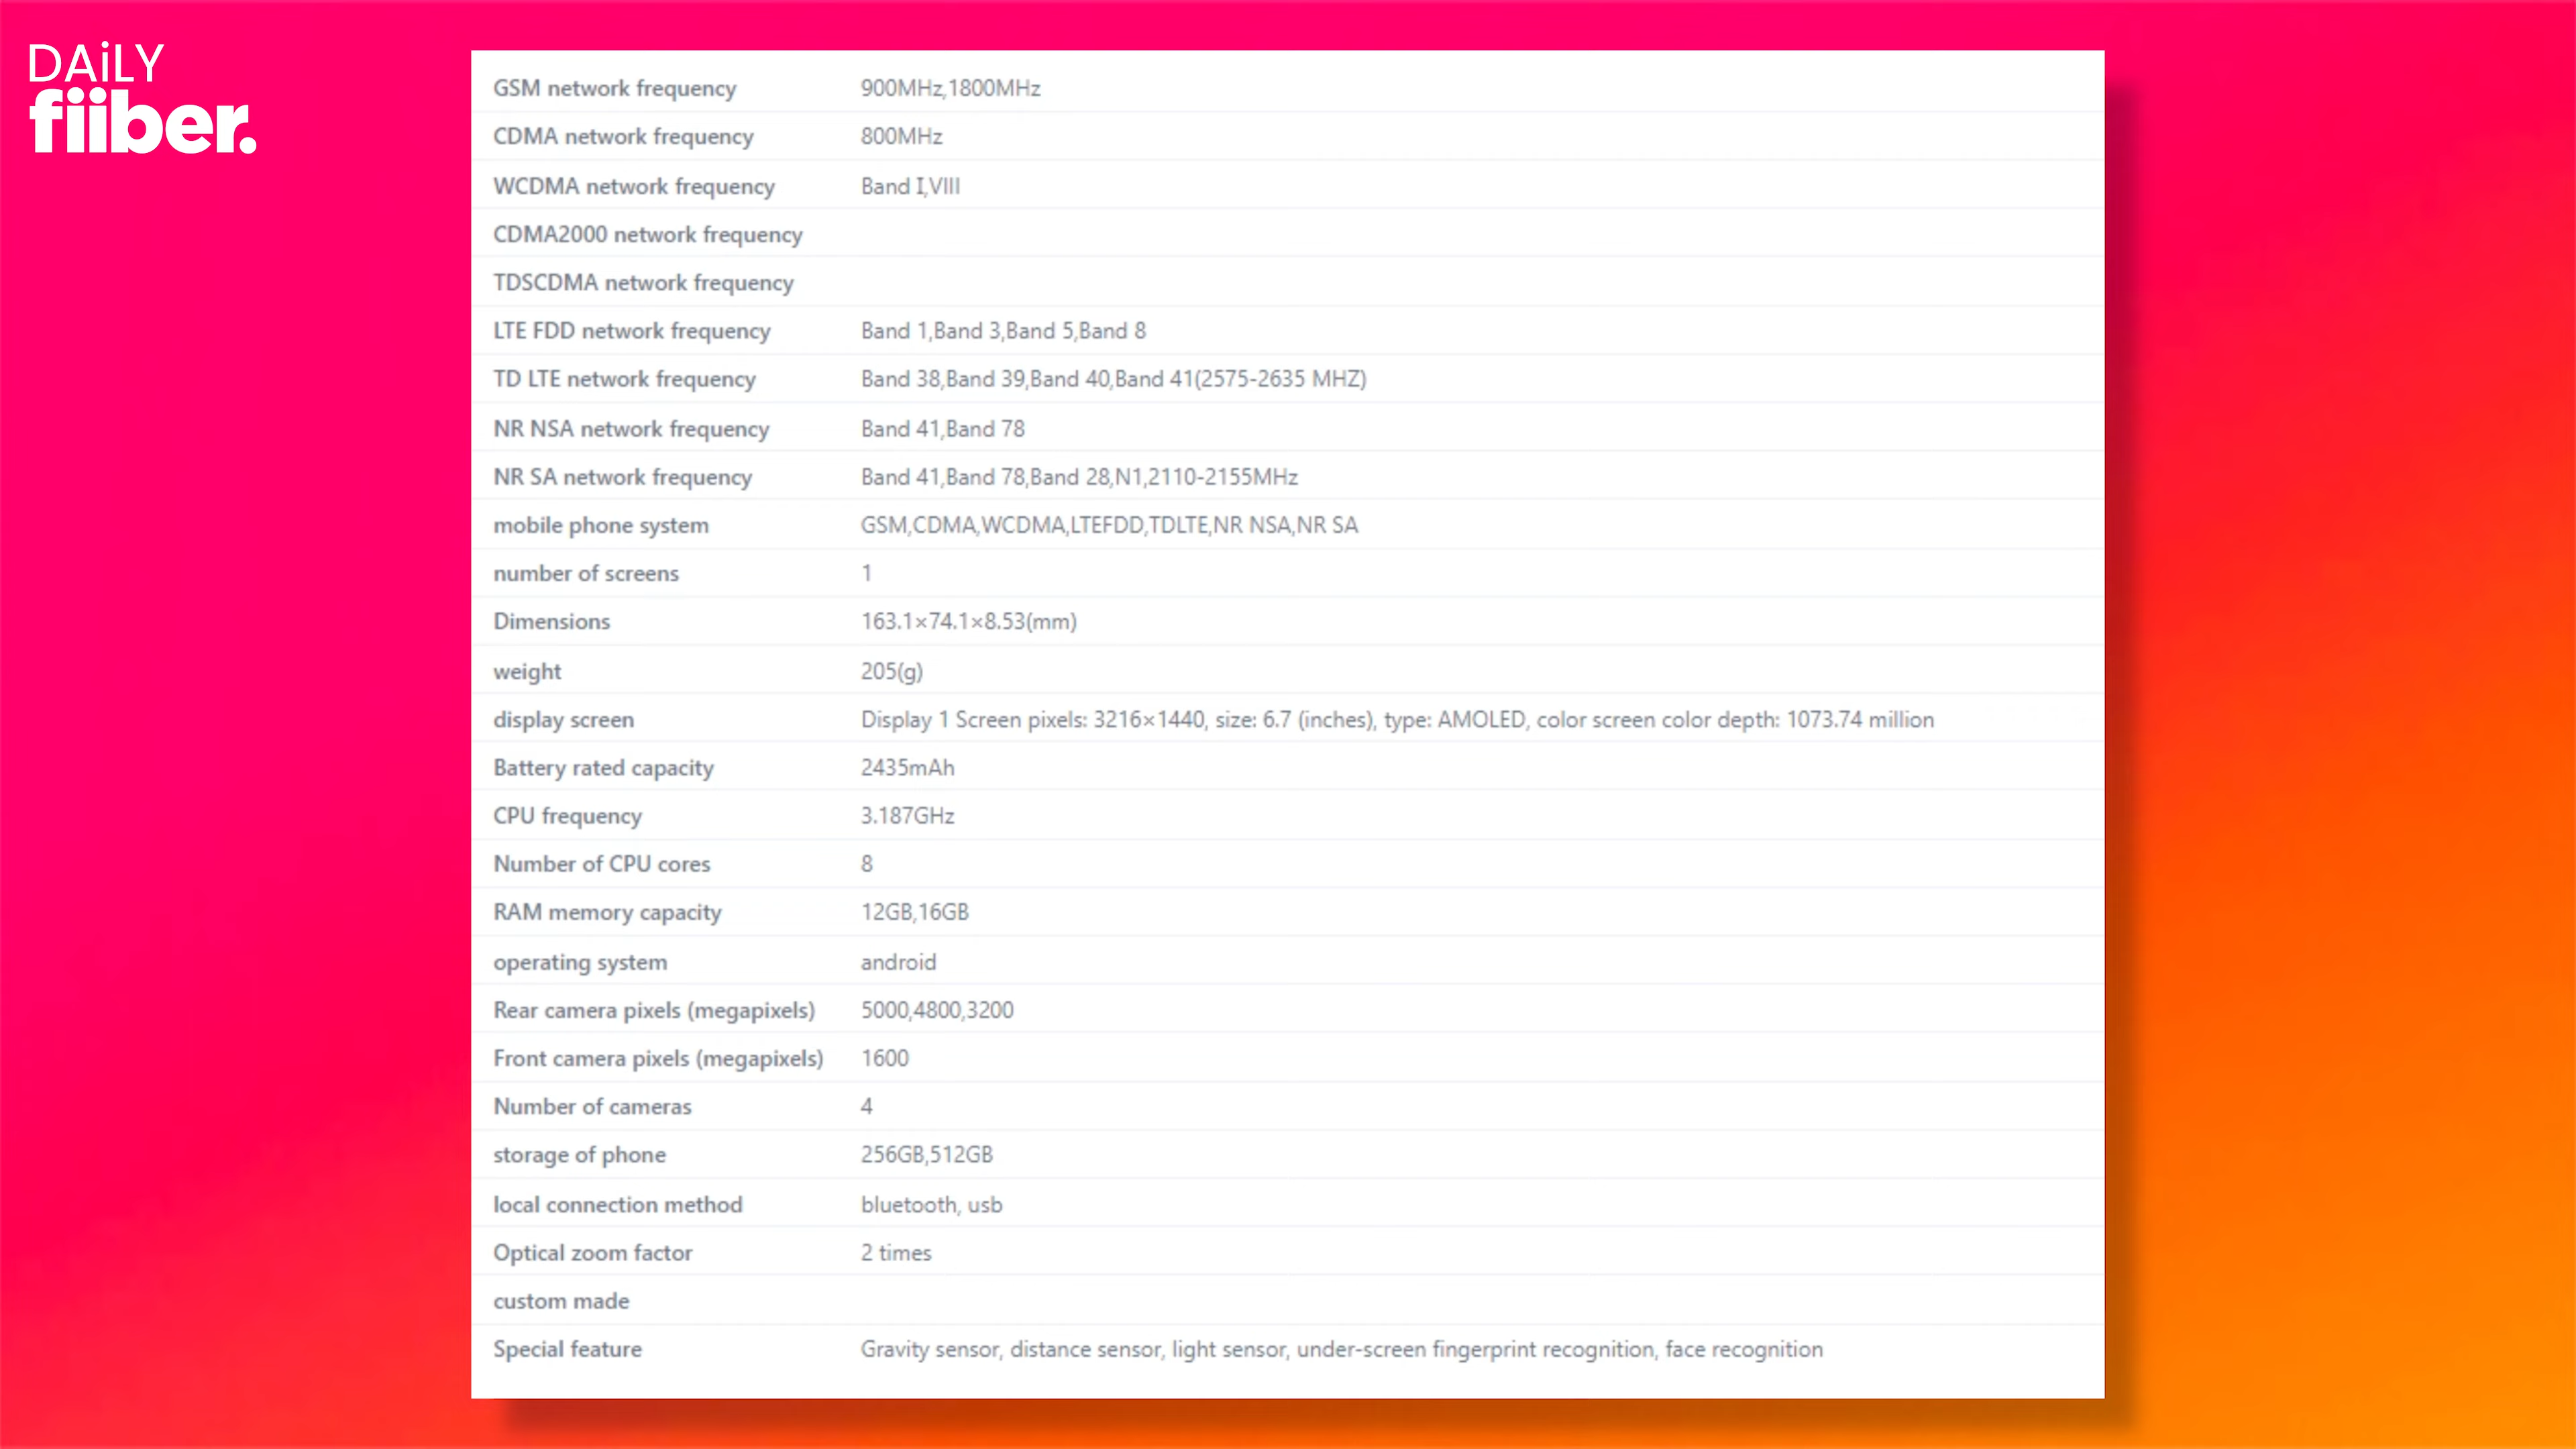 DAiLY
fiiber.
GSM network frequency 900MHz,1800MHz
CDMA network frequency 800MHz
WCDMA network frequency Band I,VIII
CDMA2000 network frequency
TDSCDMA network frequency
LTE FDD network frequency Band 1,Band 3,Band 5,Band 8
TD LTE network frequency Band 38,Band 39,Band 40,Band 41(2575-2635 MHZ)
NR NSA network frequency Band 41,Band 78
NR SA network frequency Band 41,Band 78,Band 28,N1,2110-2155MHz
mobile phone system GSM,CDMA,WCDMA,LTEFDD,TDLTE,NR NSA,NR SA
number of screens 1
Dimensions 163.1×74.1×8.53(mm)
weight 205(g)
display screen Display 1 Screen pixels: 3216×1440, size: 6.7 (inches), type: AMOLED, color screen color depth: 1073.74 million
Battery rated capacity 2435mAh
CPU frequency 3.187GHz
Number of CPU cores 8
RAM memory capacity 12GB,16GB
operating system android
Rear camera pixels (megapixels) 5000,4800,3200
Front camera pixels (megapixels) 1600
Number of cameras 4
storage of phone 256GB,512GB
local connection method bluetooth, usb
Optical zoom factor 2 times
custom made
Special feature Gravity sensor, distance sensor, light sensor, under-screen fingerprint recognition, face recognition